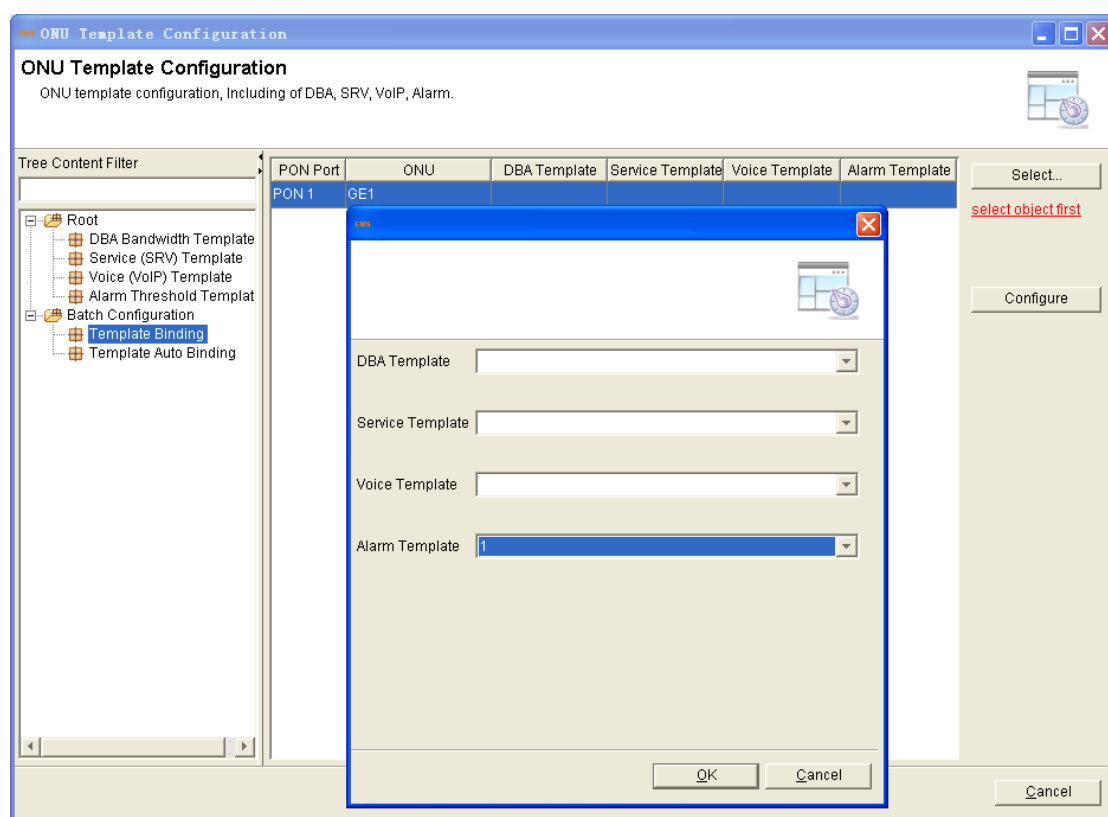 ONU Template Configuration
ONU Template Configuration
ONU template configuration, Including of DBA, SRV, VoIP, Alarm.
Tree Content Filter
Root
DBA Bandwidth Template
Service (SRV) Template
Voice (VoIP) Template
Alarm Threshold Templat
Batch Configuration
Template Binding
Template Auto Binding
PON Port ONU DBA Template Service Template Voice Template Alarm Template
PON 1 GE1
Select...
select object first
Configure
EMS
DBA Template
Service Template
Voice Template
Alarm Template 1
OK Cancel
Cancel